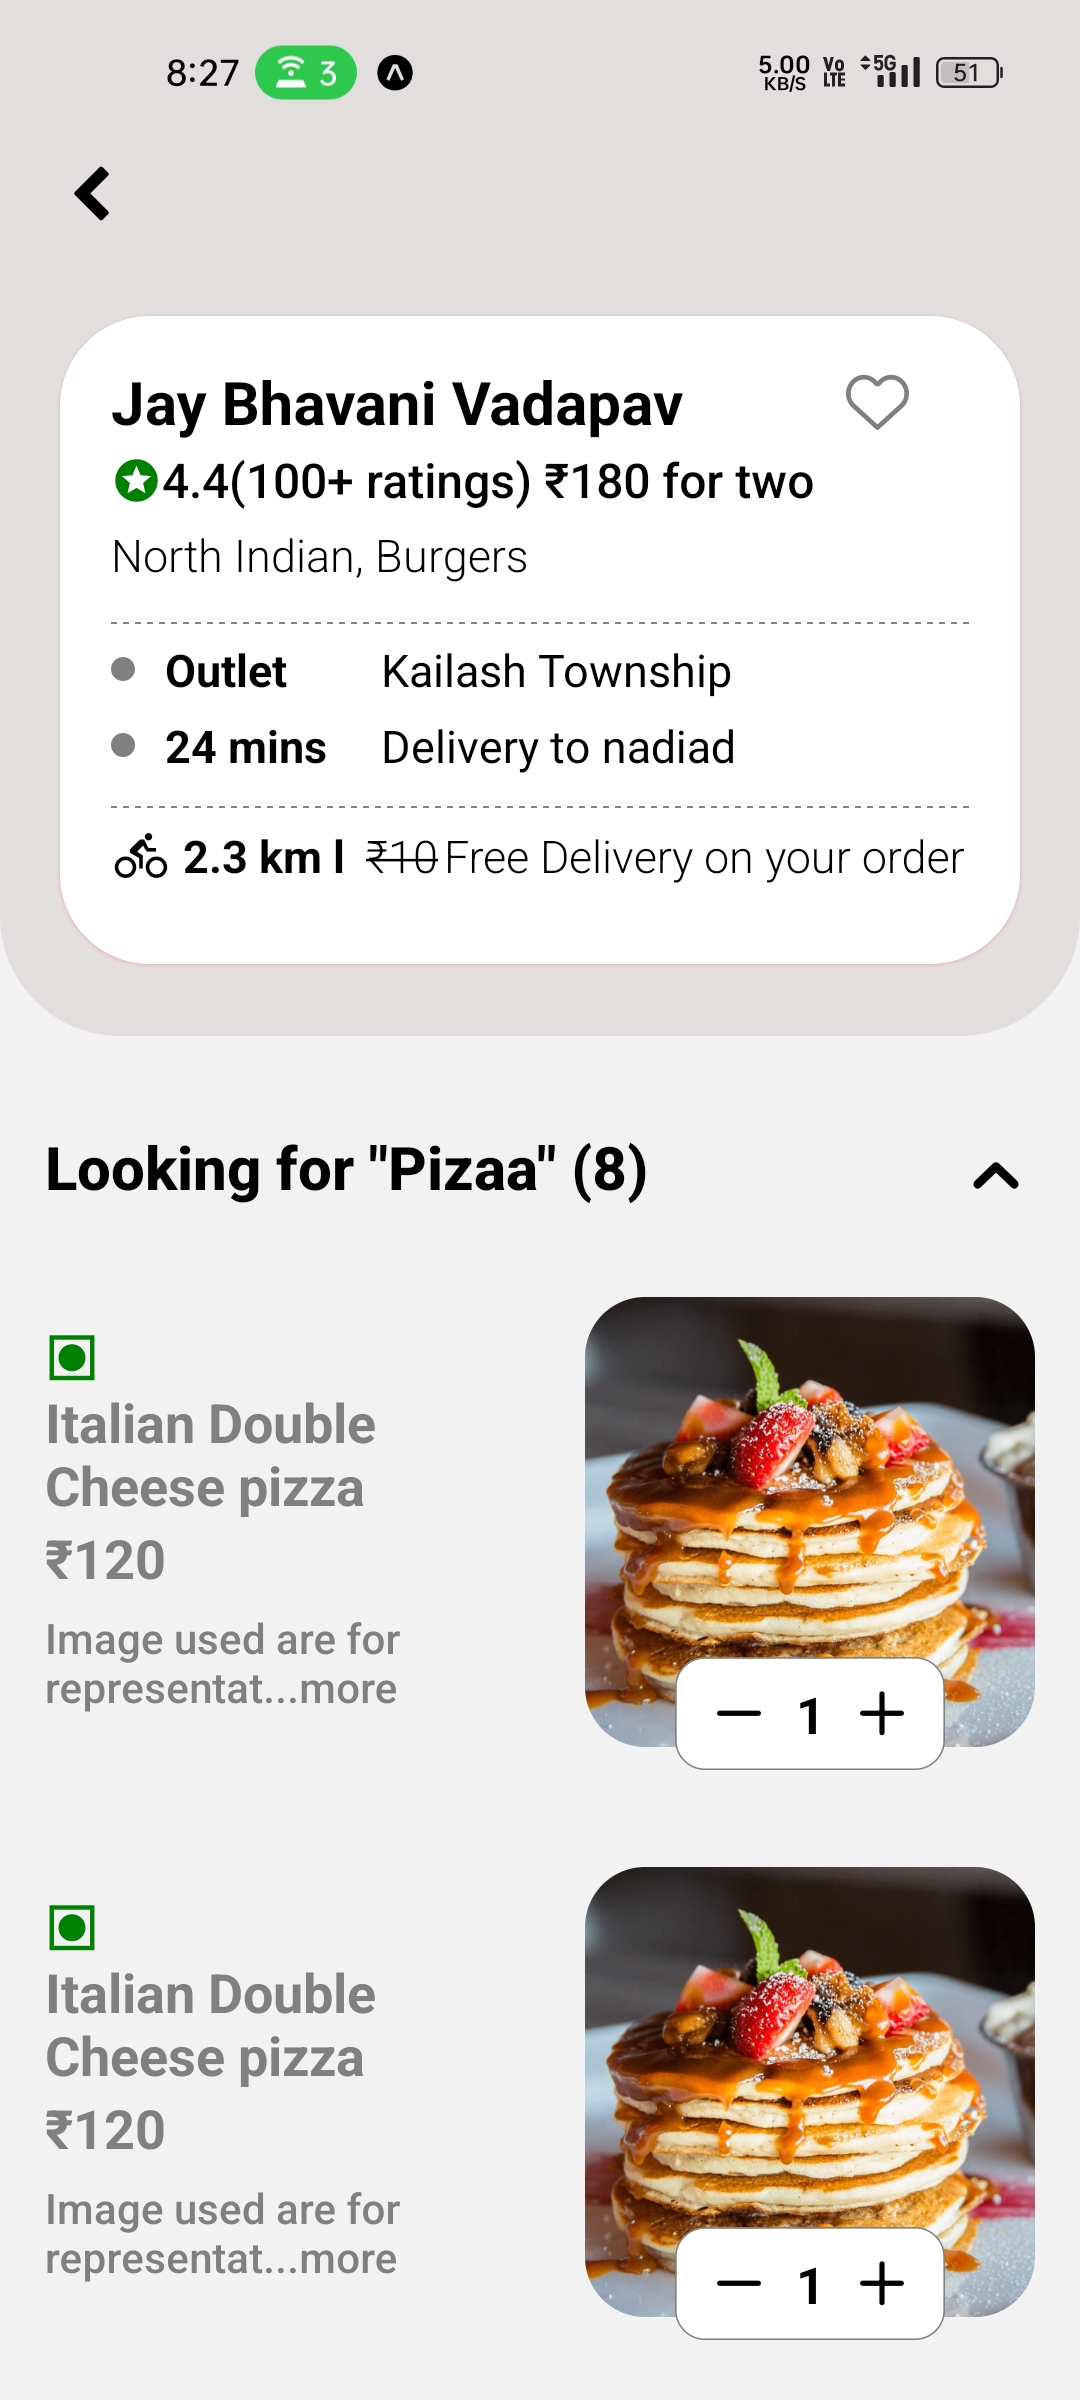 8:27 3 5.00 KB/S Vo LTE 5G 51
Jay Bhavani Vadapav
4.4(100+ ratings) ₹180 for two
North Indian, Burgers
Outlet Kailash Township
24 mins Delivery to nadiad
2.3 km l ₹10 Free Delivery on your order
Looking for "Pizaa" (8)
Italian Double
Cheese pizza
₹120
Image used are for
representat...more
1
Italian Double
Cheese pizza
₹120
Image used are for
representat...more
1